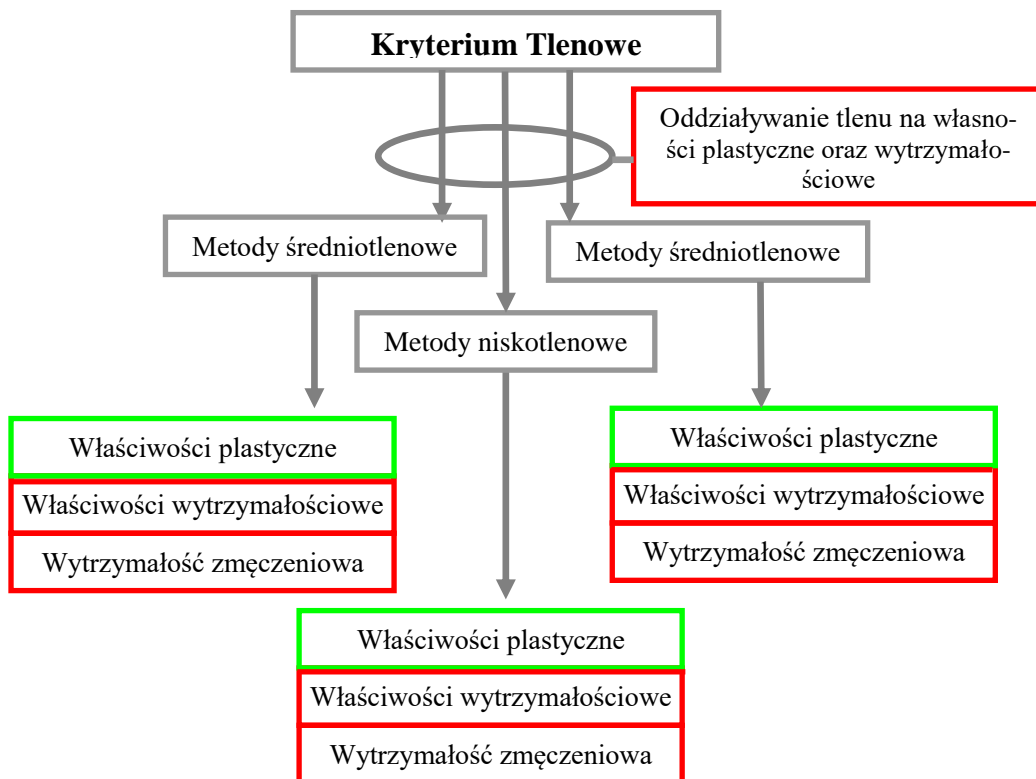 Kryterium Tlenowe
Oddziaływanie tlenu na własno-
ści plastyczne oraz wytrzymało-
ściowe
Metody średniotlenowe
Metody średniotlenowe
Metody niskotlenowe
Właściwości plastyczne
Właściwości wytrzymałościowe
Wytrzymałość zmęczeniowa
Właściwości plastyczne
Właściwości wytrzymałościowe
Wytrzymałość zmęczeniowa
Właściwości plastyczne
Właściwości wytrzymałościowe
Wytrzymałość zmęczeniowa